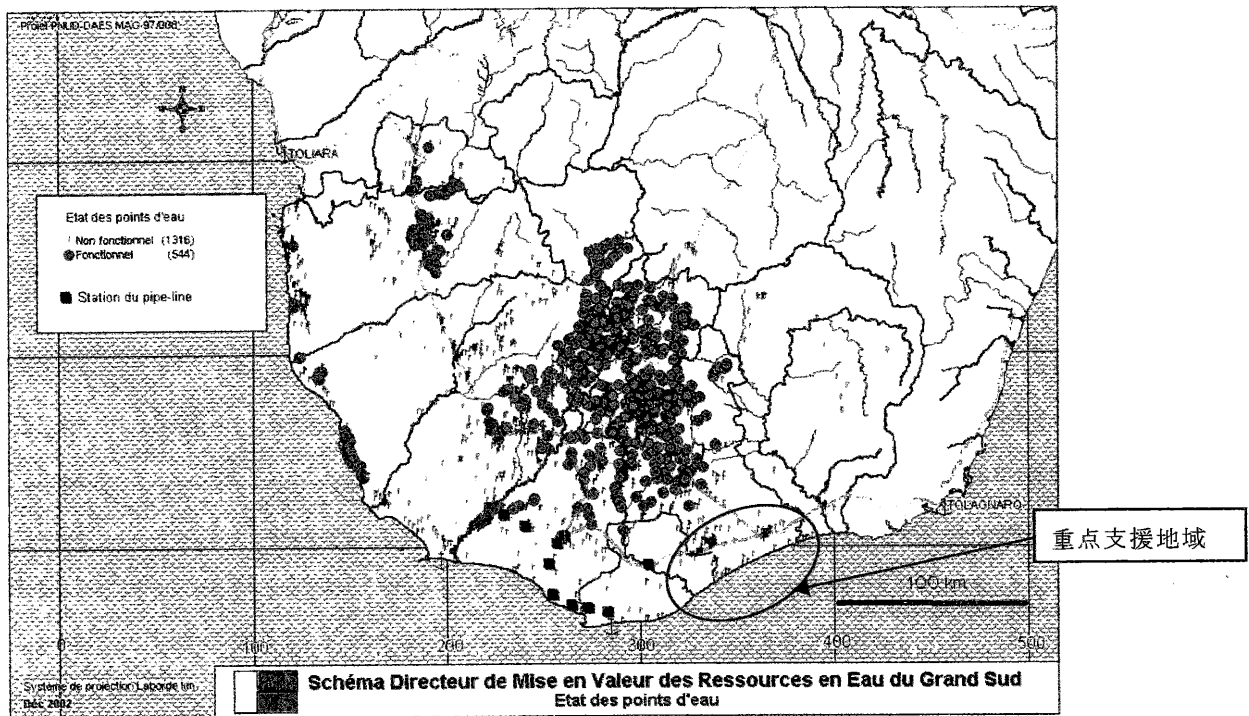 Projet PNUD-DAES MAG-97/008
TOLIARA
Etat des points d'eau
Non fonctionnel (1316)
Fonctionnel (544)
Station du pipe-line
TOLAGNARO
重点支援地域
100 km
0
100
200
300
400
500
Système de projection Laborde km
Déc 2002
Schéma Directeur de Mise en Valeur des Ressources en Eau du Grand Sud
Etat des points d'eau